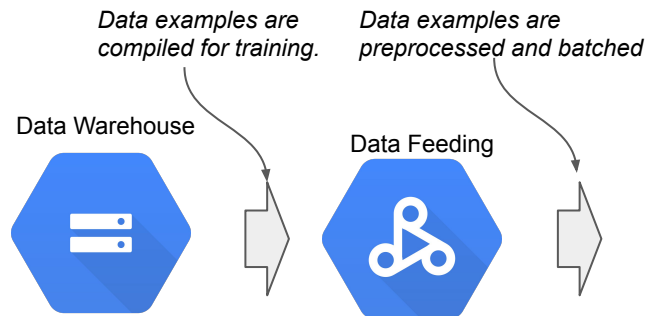 Data examples are
compiled for training.
Data examples are
preprocessed and batched
Data Warehouse
Data Feeding